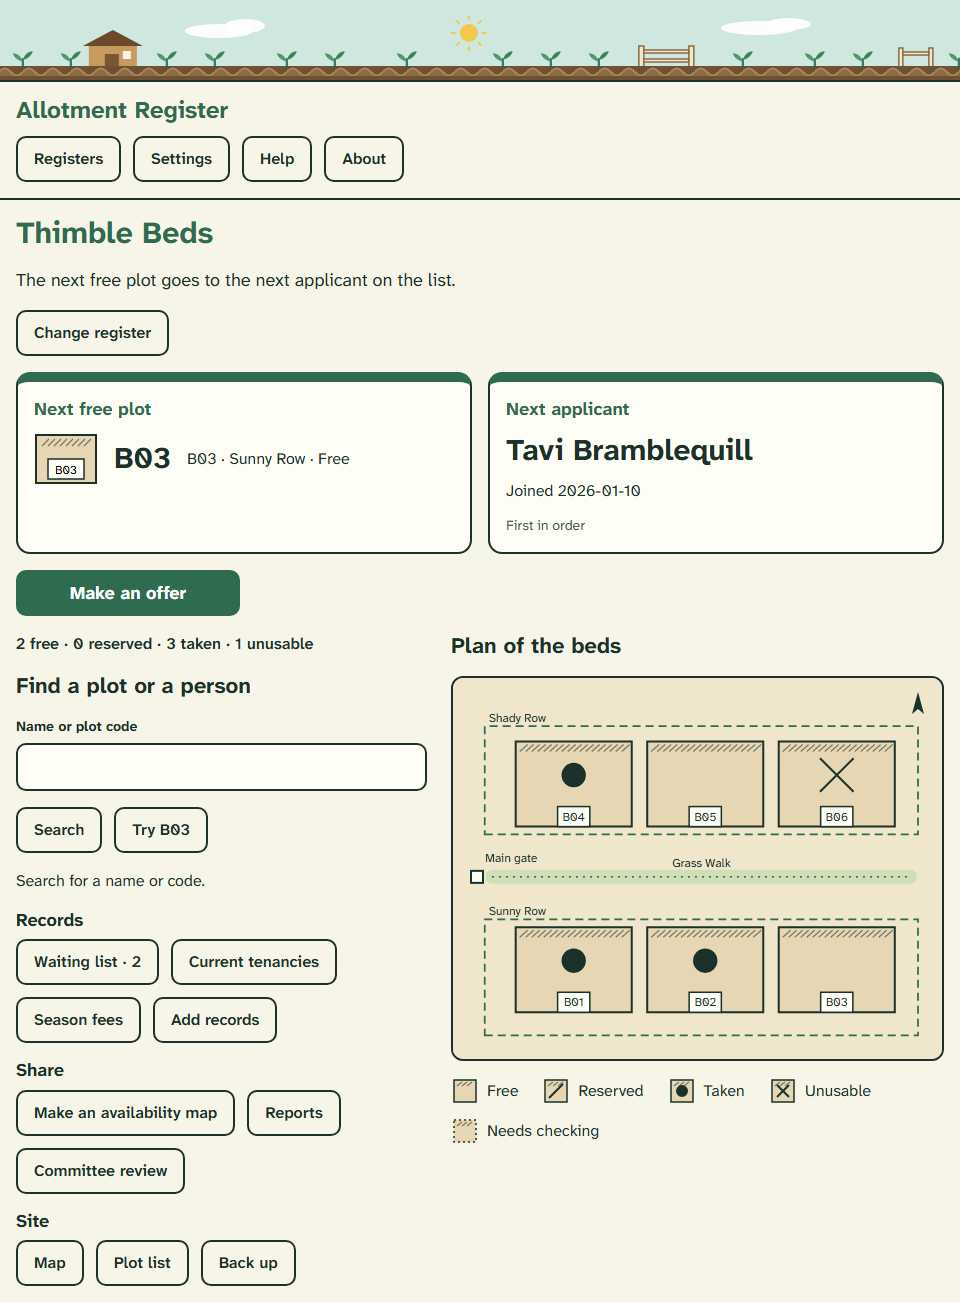 Allotment Register
Registers
Settings
Help
About
Thimble Beds
The next free plot goes to the next applicant on the list.
Change register
Next free plot
B03
B03
B03 · Sunny Row · Free
Next applicant
Tavi Bramblequill
Joined 2026-01-10
First in order
Make an offer
2 free · 0 reserved · 3 taken · 1 unusable
Find a plot or a person
Name or plot code
Search
Try B03
Search for a name or code.
Records
Waiting list · 2
Current tenancies
Season fees
Add records
Share
Make an availability map
Reports
Committee review
Site
Map
Plot list
Back up
Plan of the beds
Shady Row
B04
B05
B06
Main gate
Grass Walk
Sunny Row
B01
B02
B03
Free
Reserved
Taken
Unusable
Needs checking